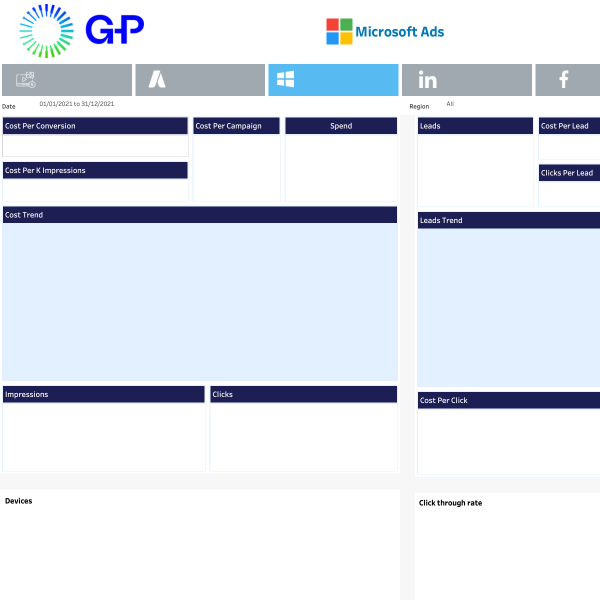 G-P
Microsoft Ads
in
f
Date
01/01/2021 to 31/12/2021
Region
All
Cost Per Conversion
Cost Per Campaign
Spend
Leads
Cost Per Lead
Cost Per K Impressions
Clicks Per Lead
Cost Trend
Leads Trend
Impressions
Clicks
Cost Per Click
Devices
Click through rate